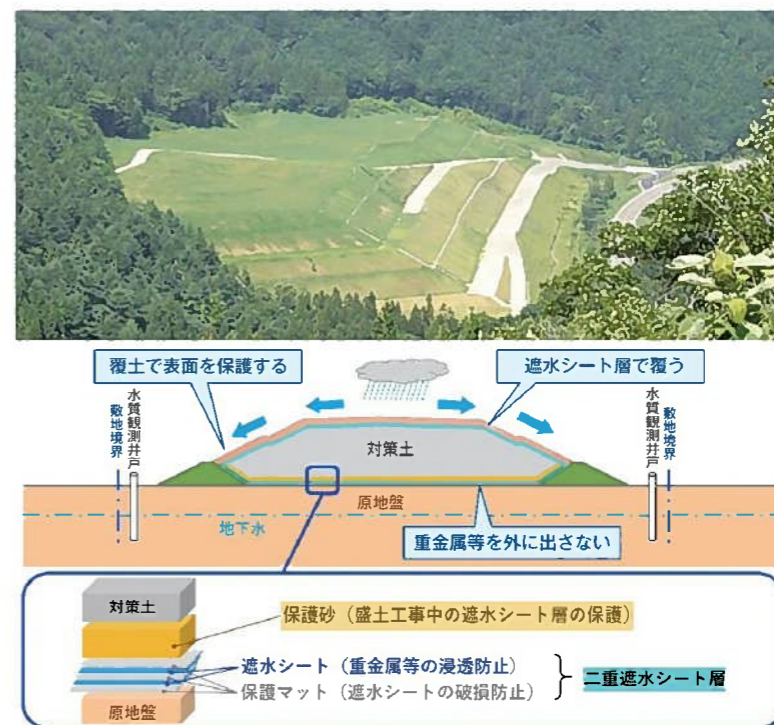 覆土で表面を保護する
遮水シート層で覆う
水質観測井戸
敷地境界
対策土
水質観測井戸
敷地境界
原地盤
地下水
重金属等を外に出さない
対策土
保護砂（盛土工事中の遮水シート層の保護）
遮水シート（重金属等の浸透防止）
保護マット（遮水シートの破損防止）
二重遮水シート層
原地盤